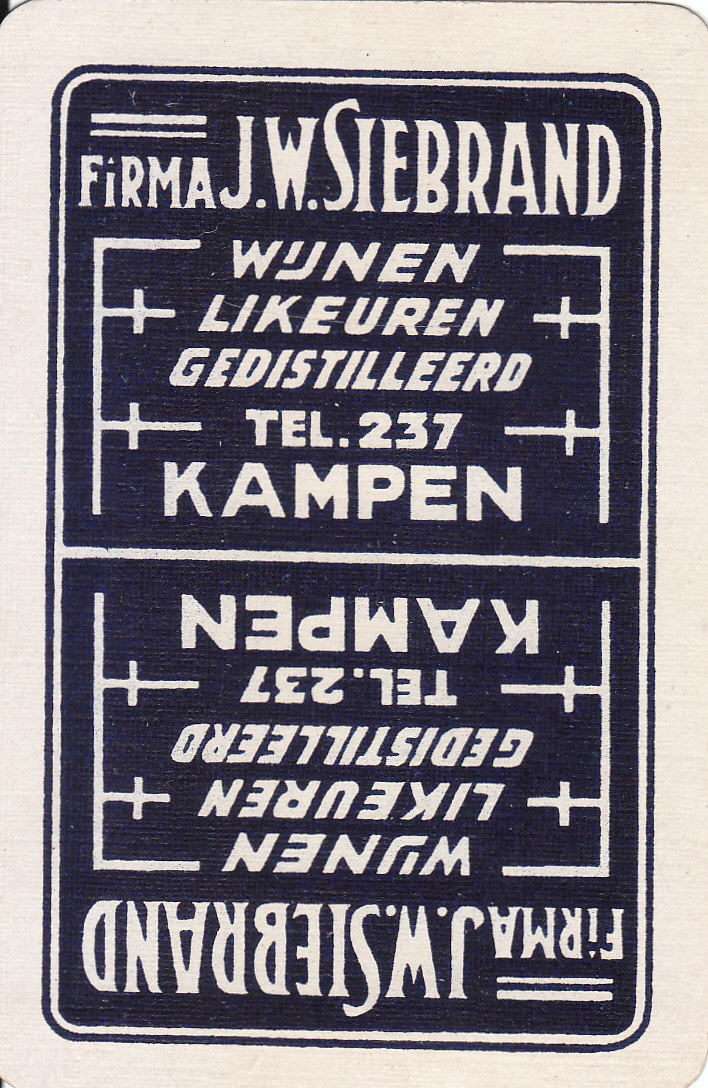 FiRMA J.W. SIEBRAND
WIJNEN
LIKEUREN
GEDISTILLEERD
TEL. 237
KAMPEN
KAMPEN
TEL. 237
GEDISTILLEERD
LIKEUREN
WIJNEN
FiRMA J.W. SIEBRAND